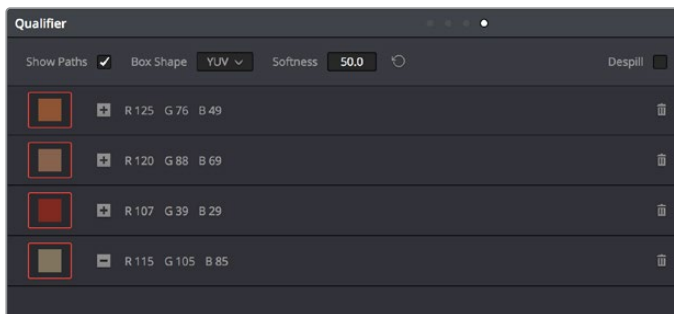 Qualifier
Show Paths Box Shape YUV Softness 50.0 Despill
R 125 G 76 B 49
R 120 G 88 B 69
R 107 G 39 B 29
R 115 G 105 B 85